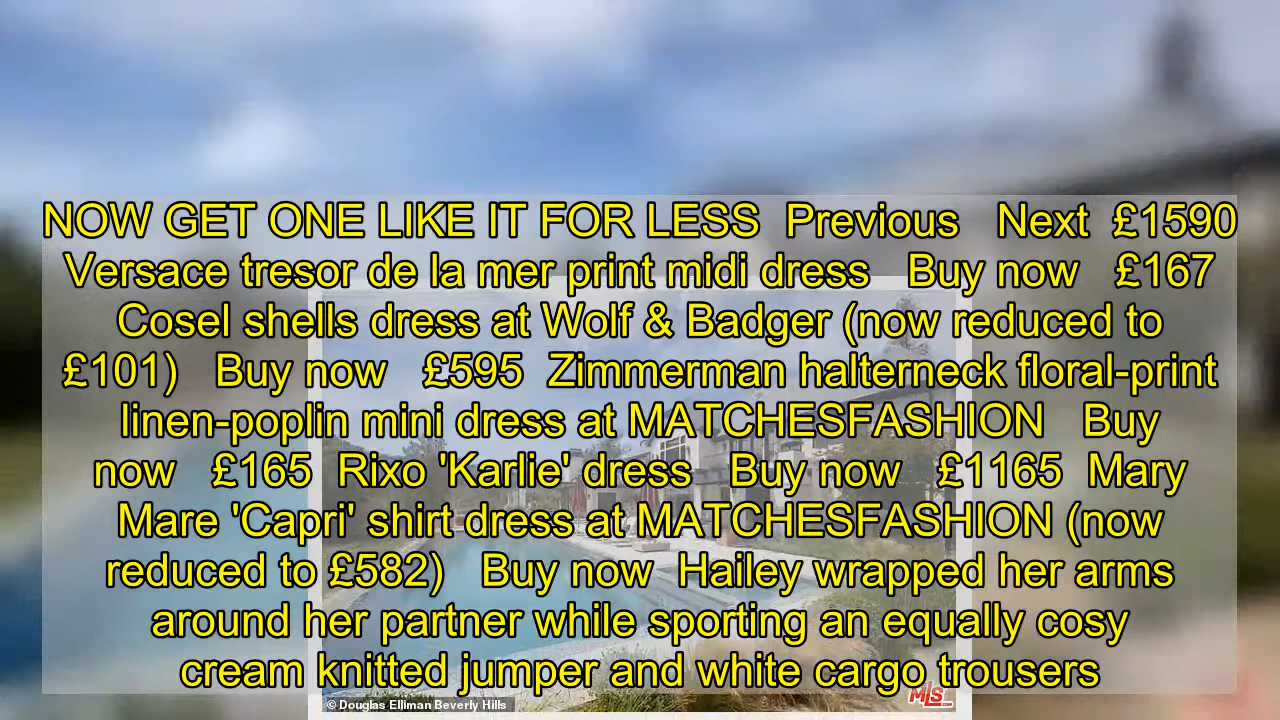 NOW GET ONE LIKE IT FOR LESS  Previous   Next  £1590
Versace tresor de la mer print midi dress   Buy now   £167
Cosel shells dress at Wolf & Badger (now reduced to
£101)   Buy now   £595  Zimmerman halterneck floral-print
linen-poplin mini dress at MATCHESFASHION   Buy
now   £165  Rixo 'Karlie' dress   Buy now   £1165  Mary
Mare 'Capri' shirt dress at MATCHESFASHION (now
reduced to £582)   Buy now  Hailey wrapped her arms
around her partner while sporting an equally cosy
cream knitted jumper and white cargo trousers
© Douglas Elliman Beverly Hills
MLS.com